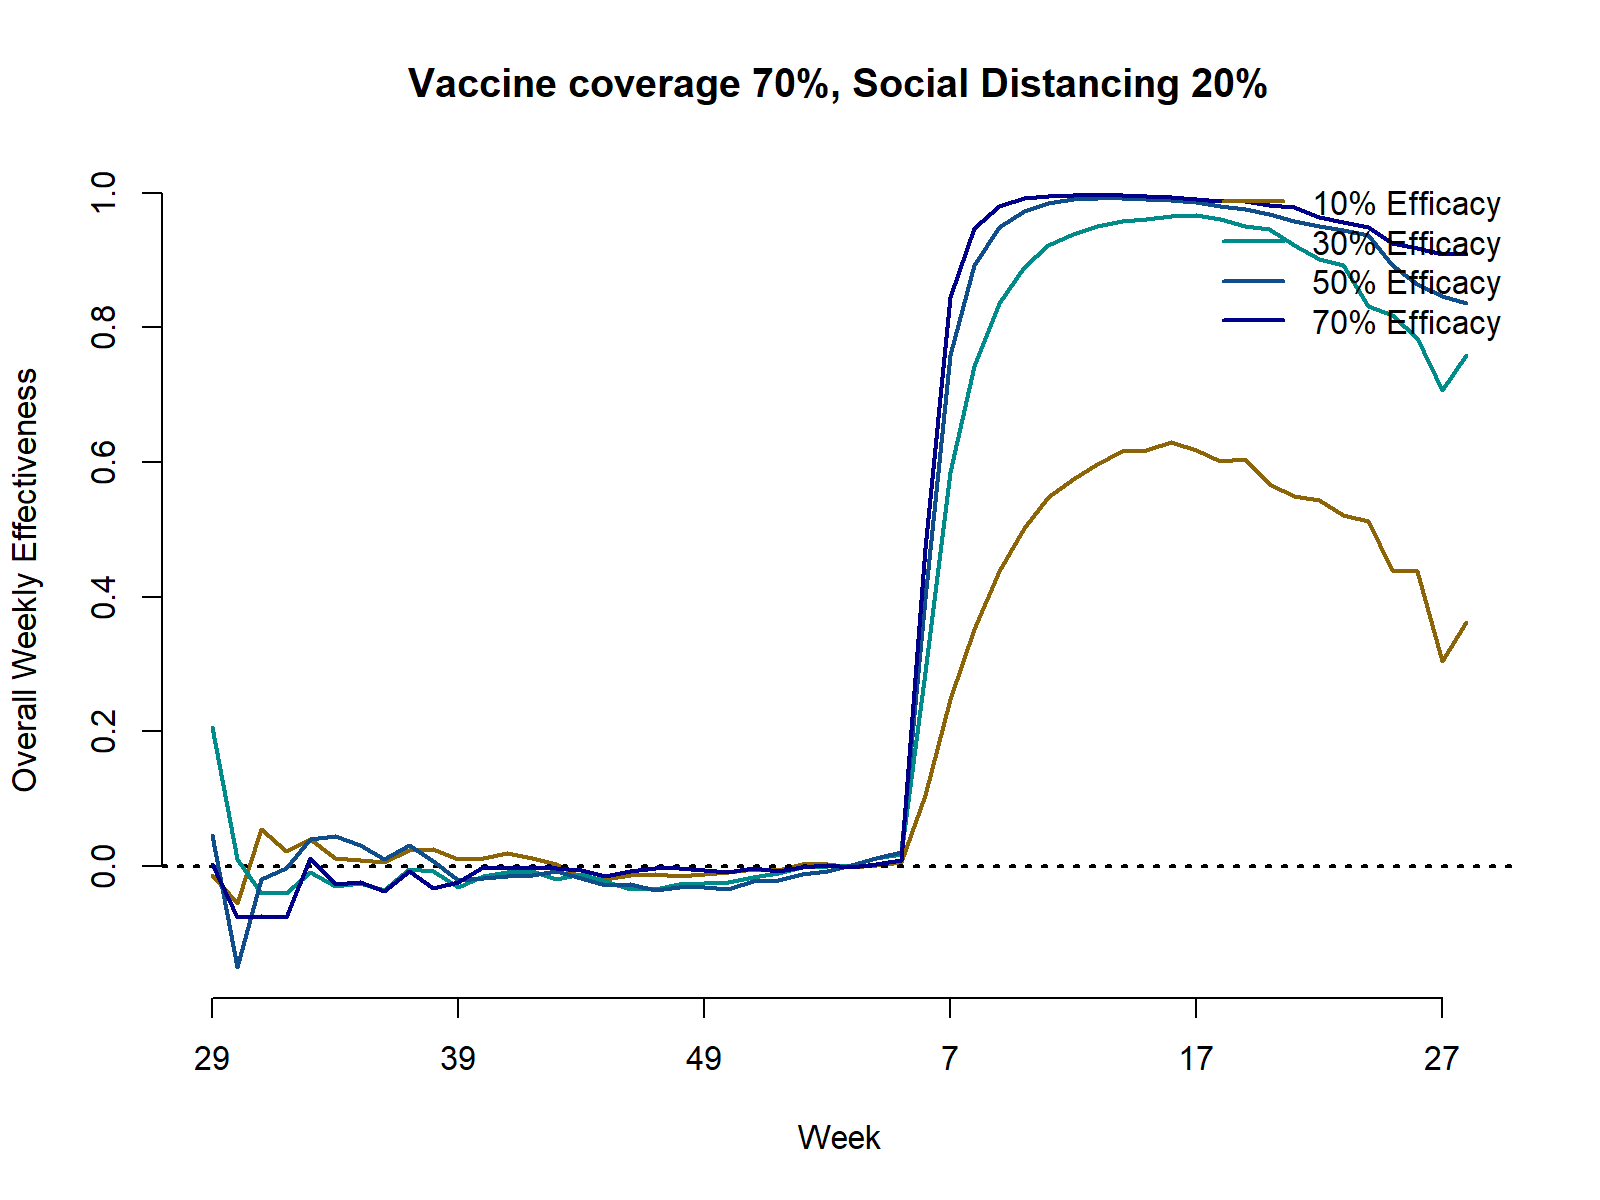 Vaccine coverage 70%, Social Distancing 20%
1.0
0.8
0.6
0.4
0.2
0.0
Overall Weekly Effectiveness
10% Efficacy
30% Efficacy
50% Efficacy
70% Efficacy
29 39 49 7 17 27
Week